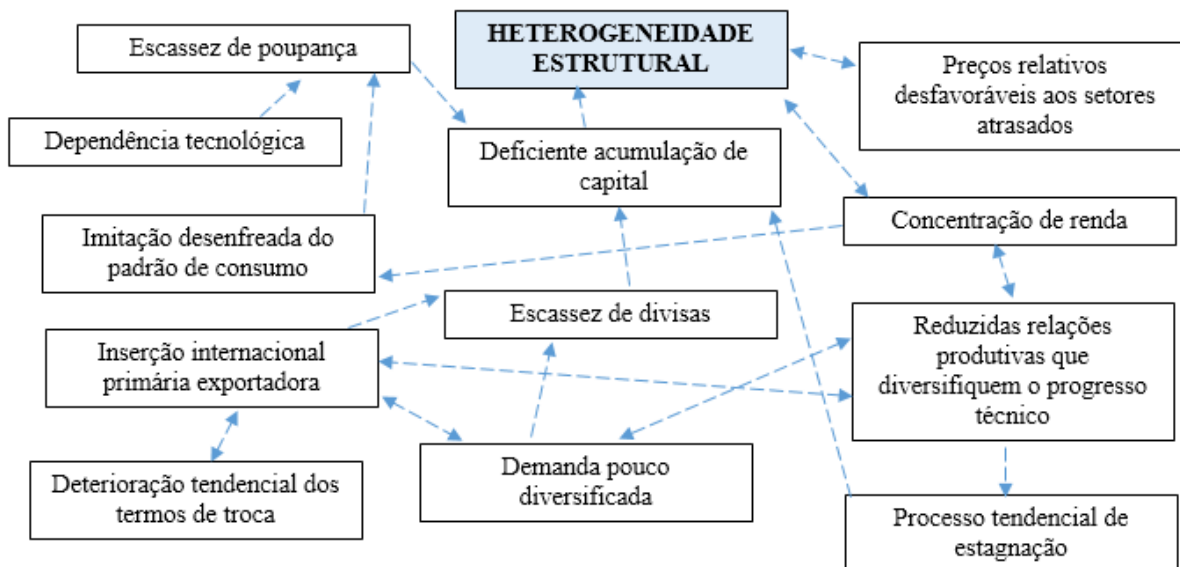 Escassez de poupança
HETEROGENEIDADE
ESTRUTURAL
Preços relativos
desfavoráveis aos setores
atrasados
Dependência tecnológica
Deficiente acumulação de
capital
Imitação desenfreada do
padrão de consumo
Concentração de renda
Escassez de divisas
Inserção internacional
primária exportadora
Reduzidas relações
produtivas que
diversifiquem o progresso
técnico
Deterioração tendencial dos
termos de troca
Demanda pouco
diversificada
Processo tendencial de
estagnação